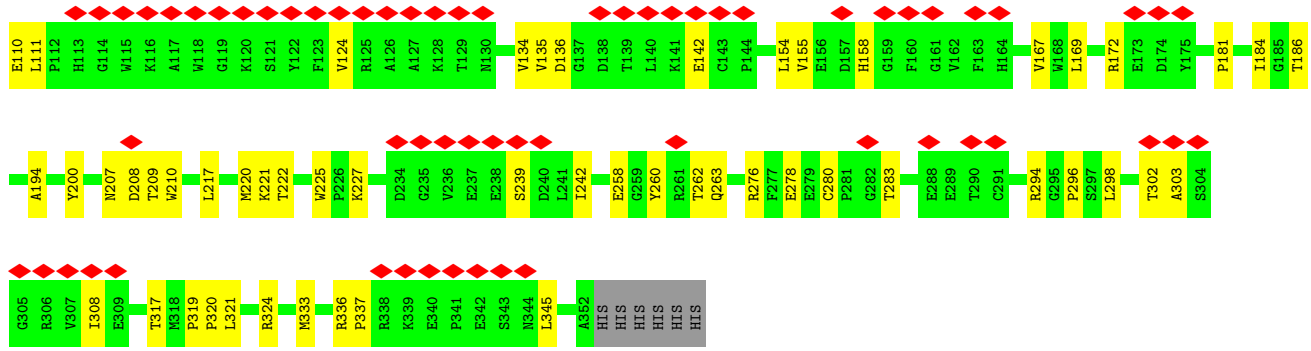 E110 L111 P112 H113 G114 W115 K116 A117 W118 G119 K120 S121 Y122 F123 V124 R125 A126 A127 K128 T129 N130 V134 V135 D136 G137 D138 T139 L140 K141 E142 C143 P144 L154 V155 E156 D157 H158 G159 F160 G161 V162 F163 H164 V167 W168 L169 R172 E173 D174 Y175 P181 I184 G185 T186
A194 Y200 N207 D208 T209 W210 L217 M220 K221 T222 W225 P226 K227 D234 G235 V236 E237 E238 S239 D240 L241 I242 E258 G259 Y260 R261 T262 Q263 R276 F277 E278 E279 C280 P281 G282 T283 E288 E289 T290 C291 R294 G295 P296 S297 L298 T302 A303 S304
G305 R306 V307 I308 E309 T317 M318 P319 P320 L321 R324 M333 R336 P337 R338 K339 E340 P341 E342 S343 N344 L345 A352 HIS HIS HIS HIS HIS HIS